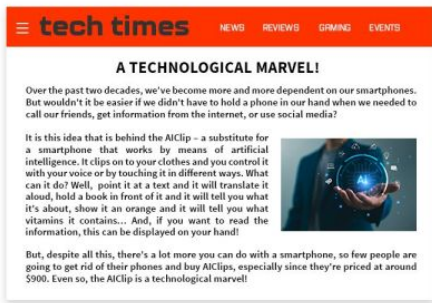 tech times
NEWS REVIEWS GAMING EVENTS
A TECHNOLOGICAL MARVEL!
Over the past two decades, we've become more and more dependent on our smartphones.
But wouldn't it be easier if we didn't have to hold a phone in our hand when we needed to
call our friends, get information from the internet, or use social media?
It is this idea that is behind the AIClip – a substitute for
a smartphone that works by means of artificial
intelligence. It clips on to your clothes and you control it
with your voice or by touching it in different ways. What
can it do? Well, point it at a text and it will translate it
aloud, hold a book in front of it and it will tell you what
it's about, show it an orange and it will tell you what
vitamins it contains... And, if you want to read the
information, this can be displayed on your hand!
AI
But, despite all this, there's a lot more you can do with a smartphone, so few people are
going to get rid of their phones and buy AIClips, especially since they're priced at around
$900. Even so, the AIClip is a technological marvel!